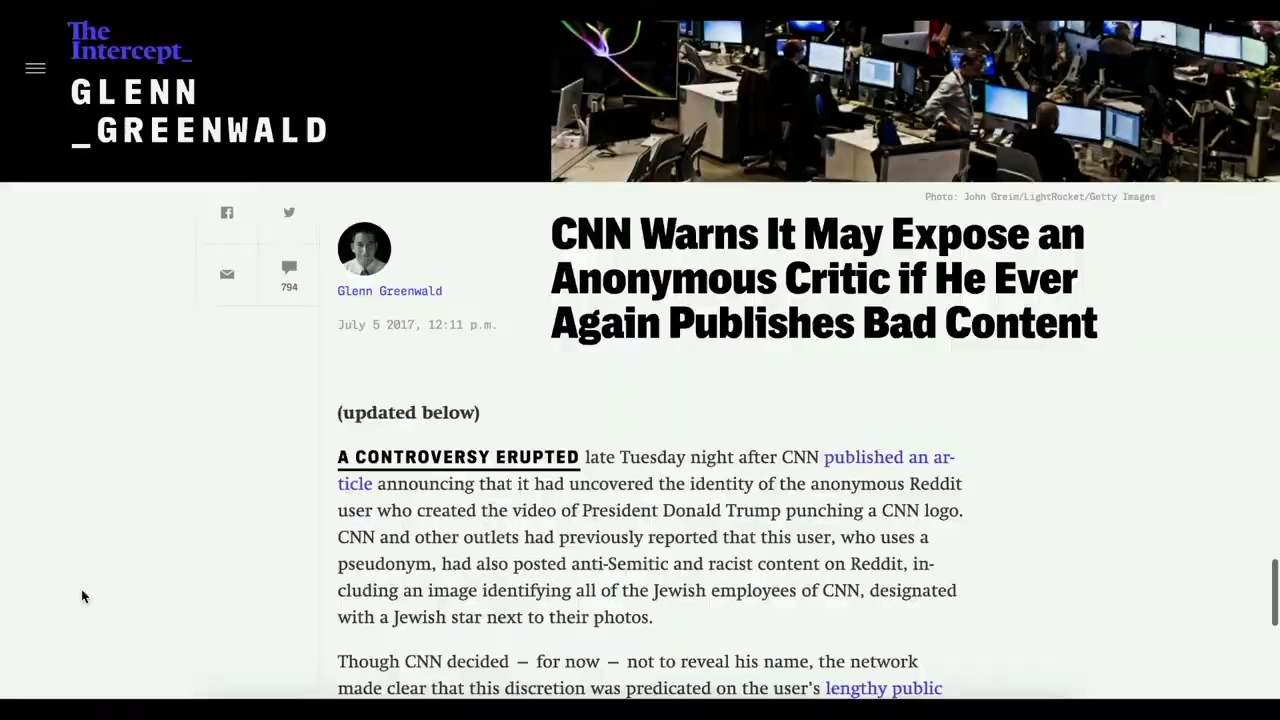 The
Intercept_
GLENN
_GREENWALD
Photo: John Greim/LightRocket/Getty Images
794
Glenn Greenwald
July 5 2017, 12:11 p.m.
CNN Warns It May Expose an
Anonymous Critic if He Ever
Again Publishes Bad Content
(updated below)
A CONTROVERSY ERUPTED late Tuesday night after CNN published an ar-
ticle announcing that it had uncovered the identity of the anonymous Reddit
user who created the video of President Donald Trump punching a CNN logo.
CNN and other outlets had previously reported that this user, who uses a
pseudonym, had also posted anti-Semitic and racist content on Reddit, in-
cluding an image identifying all of the Jewish employees of CNN, designated
with a Jewish star next to their photos.
Though CNN decided – for now – not to reveal his name, the network
made clear that this discretion was predicated on the user's lengthy public